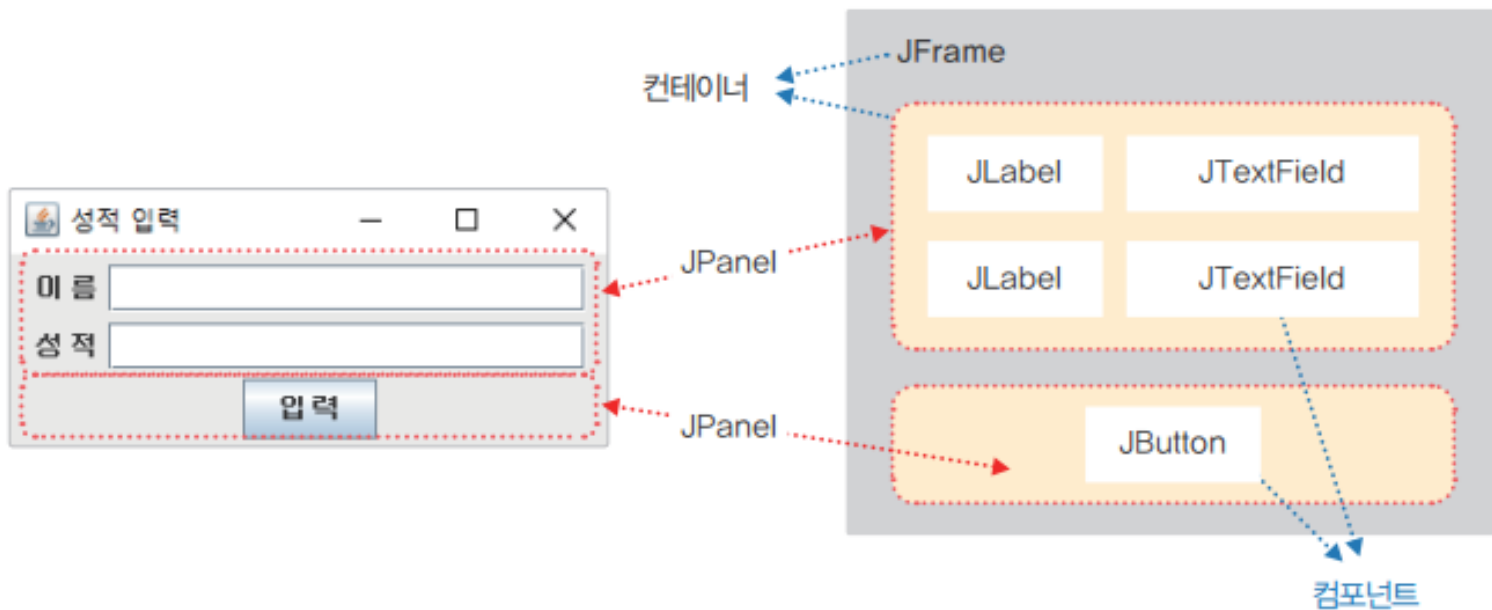 성적 입력
이 름
성 적
입 력
컨테이너
JPanel
JPanel
JFrame
JLabel JTextField
JLabel JTextField
JButton
컴포넌트